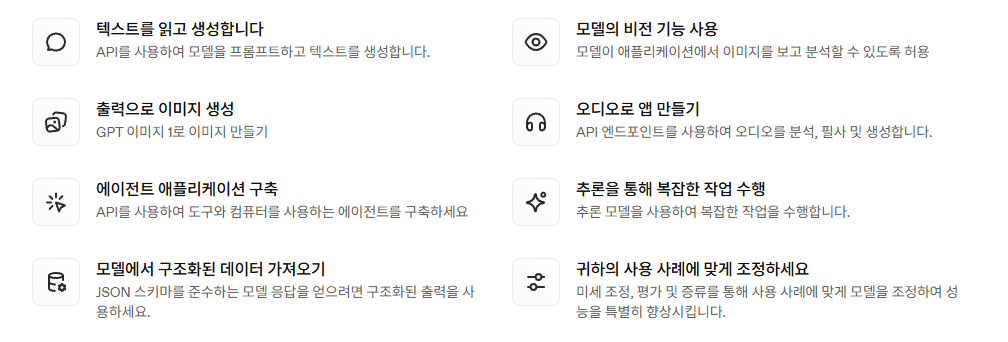 텍스트를 읽고 생성합니다
API를 사용하여 모델을 프롬프트하고 텍스트를 생성합니다.
모델의 비전 기능 사용
모델이 애플리케이션에서 이미지를 보고 분석할 수 있도록 허용
출력으로 이미지 생성
GPT 이미지 1로 이미지 만들기
오디오로 앱 만들기
API 엔드포인트를 사용하여 오디오를 분석, 필사 및 생성합니다.
에이전트 애플리케이션 구축
API를 사용하여 도구와 컴퓨터를 사용하는 에이전트를 구축하세요
추론을 통해 복잡한 작업 수행
추론 모델을 사용하여 복잡한 작업을 수행합니다.
모델에서 구조화된 데이터 가져오기
JSON 스키마를 준수하는 모델 응답을 얻으려면 구조화된 출력을 사
용하세요.
귀하의 사용 사례에 맞게 조정하세요
미세 조정, 평가 및 증류를 통해 사용 사례에 맞게 모델을 조정하여 성
능을 특별히 향상시킵니다.